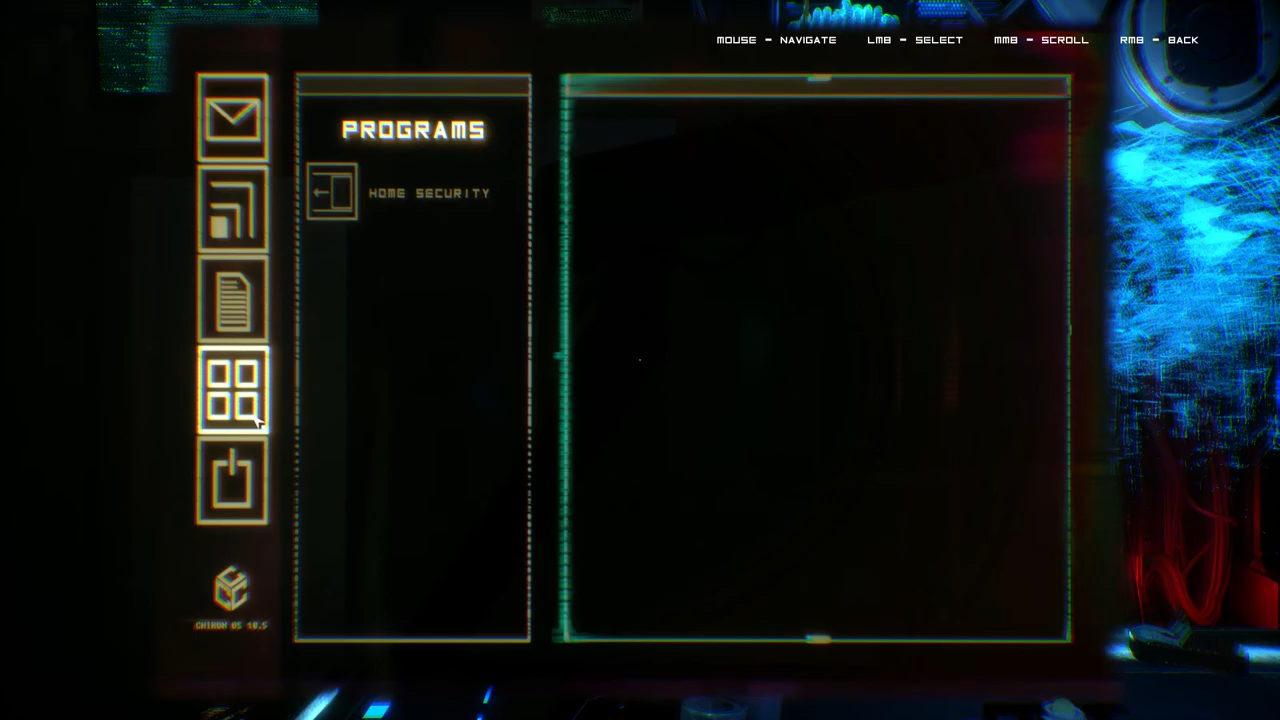 MOUSE - NAVIGATE LMB - SELECT MMB - SCROLL RMB - BACK
PROGRAMS
HOME SECURITY
CHIRON OS 10.5